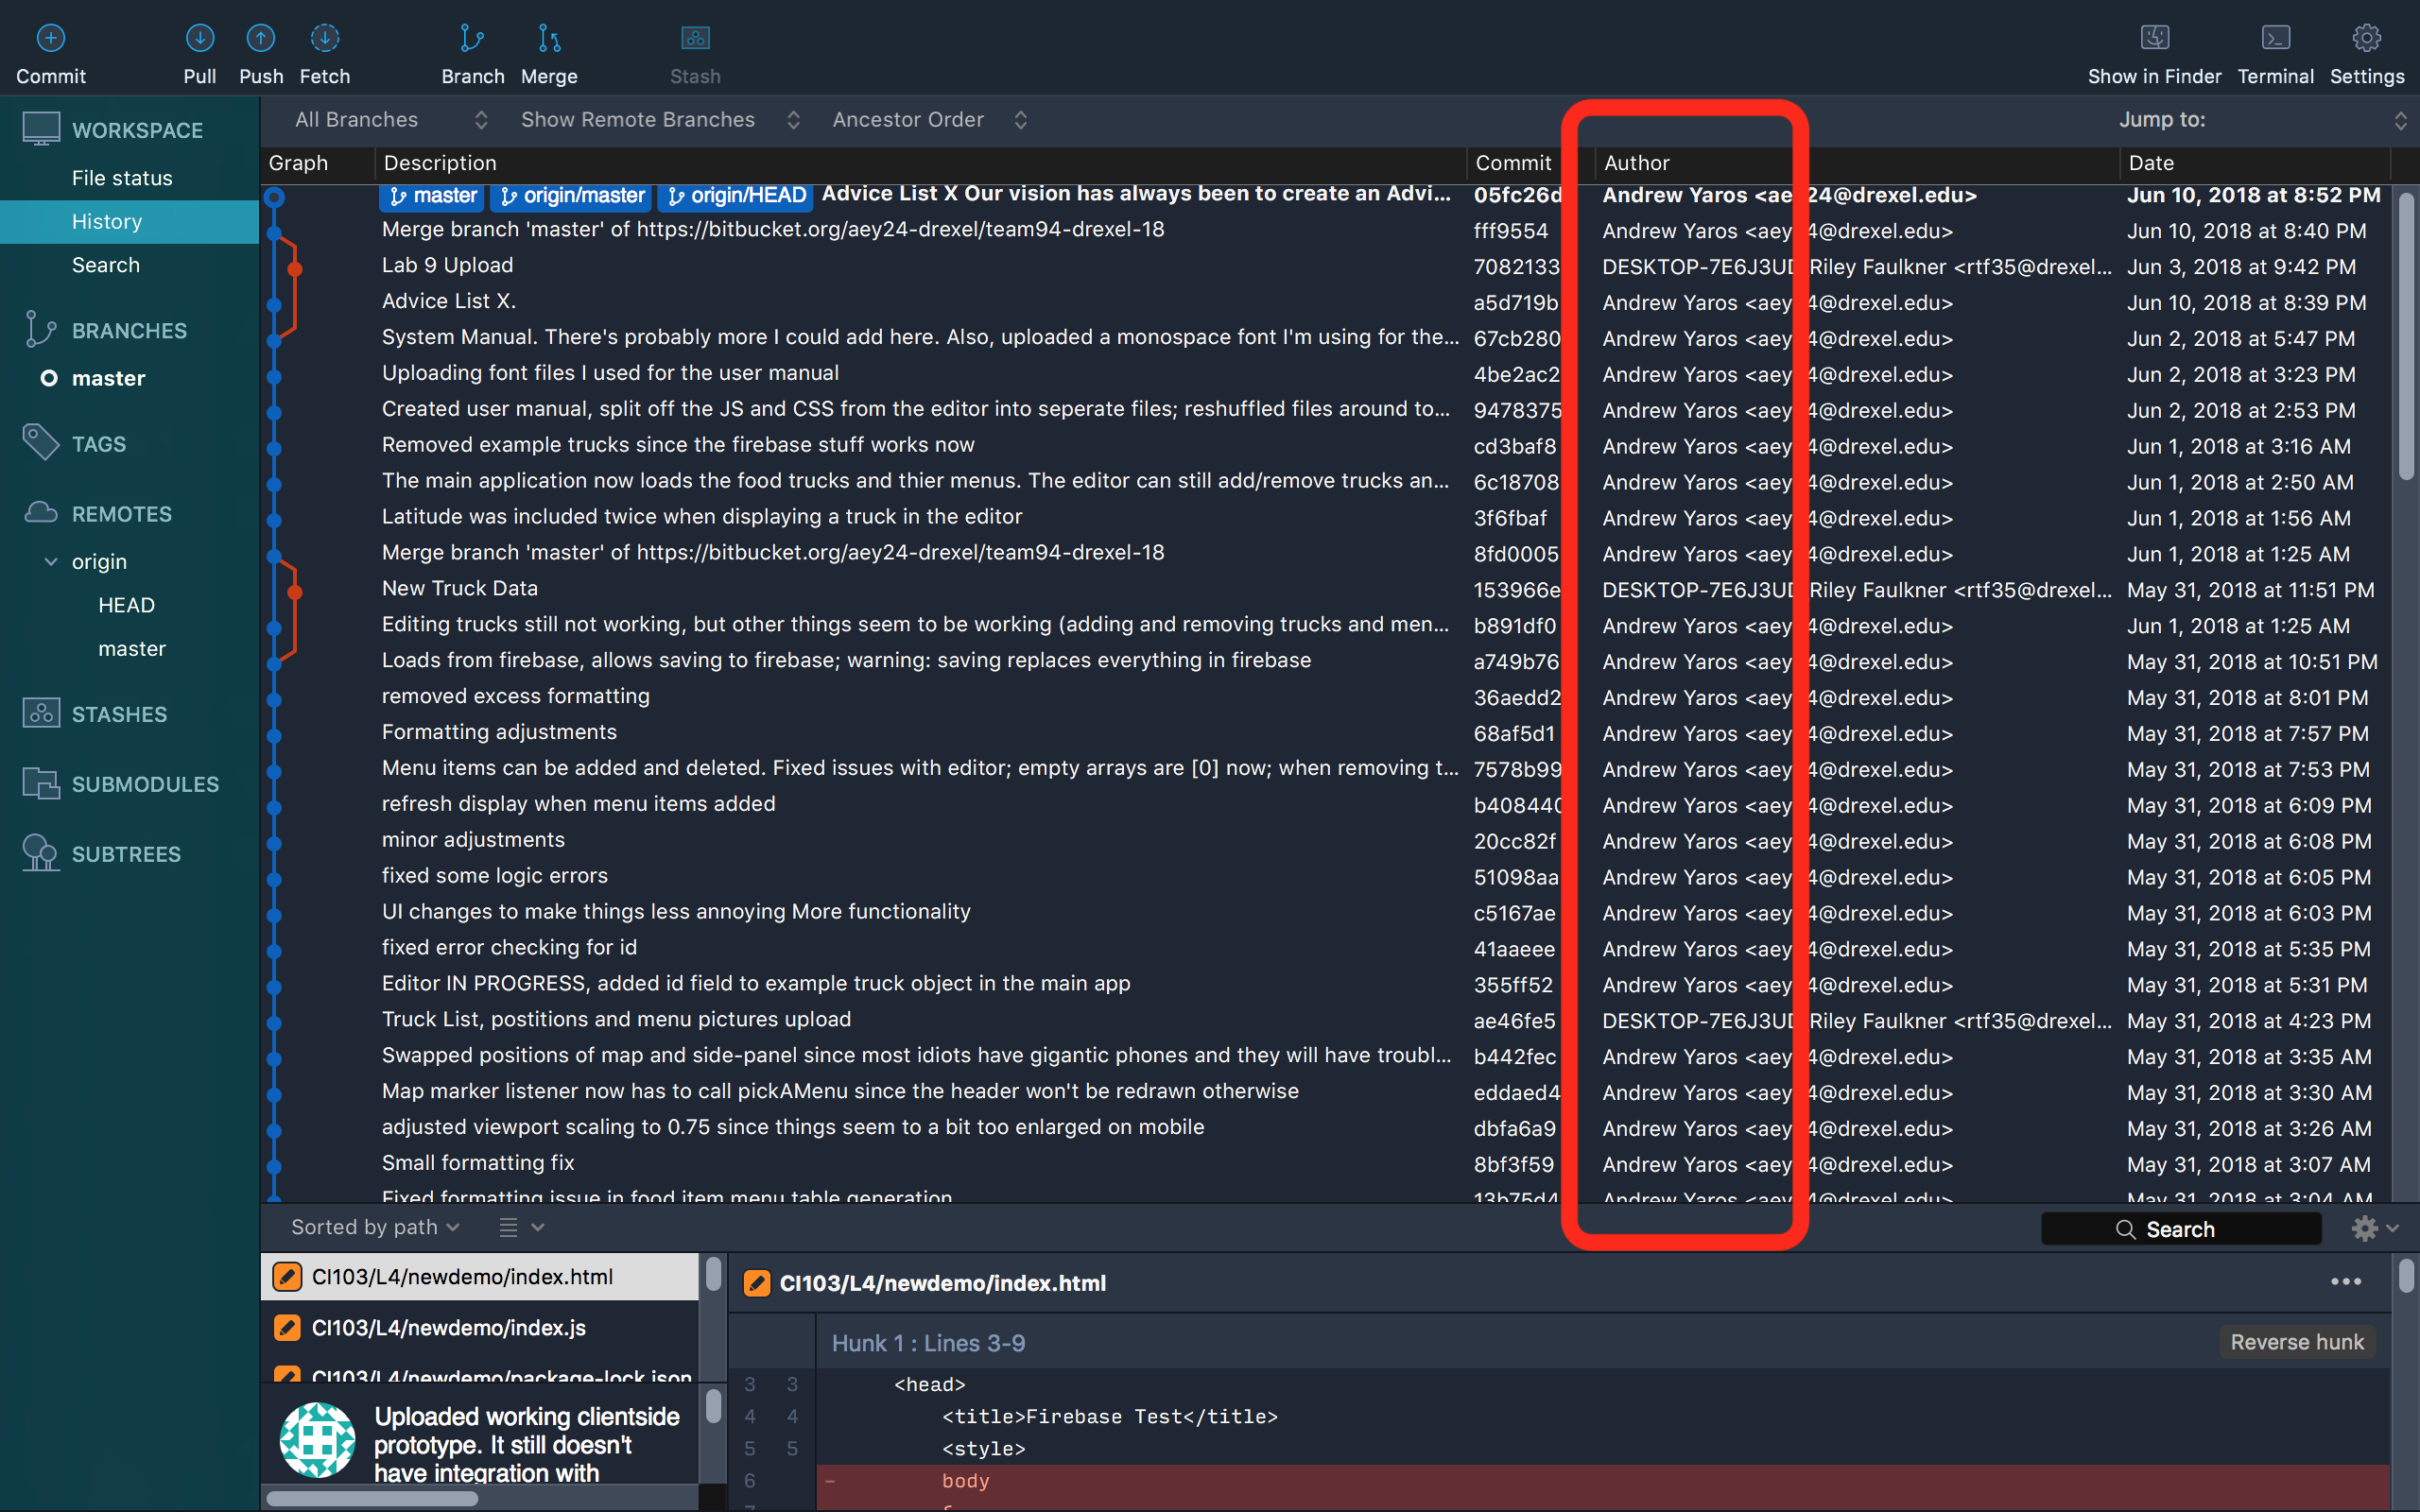 Commit Pull Push Fetch Branch Merge Stash Show in Finder Terminal Settings
WORKSPACE
File status
History
Search
BRANCHES
master
TAGS
REMOTES
origin
HEAD
master
STASHES
SUBMODULES
SUBTREES
All Branches Show Remote Branches Ancestor Order Jump to:
Graph Description Commit Author Date
master origin/master origin/HEAD Advice List X Our vision has always been to create an Advi... 05fc26d Andrew Yaros <ae 24@drexel.edu> Jun 10, 2018 at 8:52 PM
Merge branch 'master' of https://bitbucket.org/aey24-drexel/team94-drexel-18 fff9554 Andrew Yaros <aey 4@drexel.edu> Jun 10, 2018 at 8:40 PM
Lab 9 Upload 7082133 DESKTOP-7E6J3UD Riley Faulkner <rtf35@drexel... Jun 3, 2018 at 9:42 PM
Advice List X. a5d719b Andrew Yaros <aey 4@drexel.edu> Jun 10, 2018 at 8:39 PM
System Manual. There's probably more I could add here. Also, uploaded a monospace font I'm using for the... 67cb280 Andrew Yaros <aey 4@drexel.edu> Jun 2, 2018 at 5:47 PM
Uploading font files I used for the user manual 4be2ac2 Andrew Yaros <aey 4@drexel.edu> Jun 2, 2018 at 3:23 PM
Created user manual, split off the JS and CSS from the editor into seperate files; reshuffled files around to... 9478375 Andrew Yaros <aey 4@drexel.edu> Jun 2, 2018 at 2:53 PM
Removed example trucks since the firebase stuff works now cd3baf8 Andrew Yaros <aey 4@drexel.edu> Jun 1, 2018 at 3:16 AM
The main application now loads the food trucks and thier menus. The editor can still add/remove trucks an... 6c18708 Andrew Yaros <aey 4@drexel.edu> Jun 1, 2018 at 2:50 AM
Latitude was included twice when displaying a truck in the editor 3f6fbaf Andrew Yaros <aey 4@drexel.edu> Jun 1, 2018 at 1:56 AM
Merge branch 'master' of https://bitbucket.org/aey24-drexel/team94-drexel-18 8fd0005 Andrew Yaros <aey 4@drexel.edu> Jun 1, 2018 at 1:25 AM
New Truck Data 153966e DESKTOP-7E6J3UD Riley Faulkner <rtf35@drexel... May 31, 2018 at 11:51 PM
Editing trucks still not working, but other things seem to be working (adding and removing trucks and men... b891df0 Andrew Yaros <aey 4@drexel.edu> Jun 1, 2018 at 1:25 AM
Loads from firebase, allows saving to firebase; warning: saving replaces everything in firebase a749b76 Andrew Yaros <aey 4@drexel.edu> May 31, 2018 at 10:51 PM
removed excess formatting 36aedd2 Andrew Yaros <aey 4@drexel.edu> May 31, 2018 at 8:01 PM
Formatting adjustments 68af5d1 Andrew Yaros <aey 4@drexel.edu> May 31, 2018 at 7:57 PM
Menu items can be added and deleted. Fixed issues with editor; empty arrays are [0] now; when removing t... 7578b99 Andrew Yaros <aey 4@drexel.edu> May 31, 2018 at 7:53 PM
refresh display when menu items added b408440 Andrew Yaros <aey 4@drexel.edu> May 31, 2018 at 6:09 PM
minor adjustments 20cc82f Andrew Yaros <aey 4@drexel.edu> May 31, 2018 at 6:08 PM
fixed some logic errors 51098aa Andrew Yaros <aey 4@drexel.edu> May 31, 2018 at 6:05 PM
UI changes to make things less annoying More functionality c5167ae Andrew Yaros <aey 4@drexel.edu> May 31, 2018 at 6:03 PM
fixed error checking for id 41aaeee Andrew Yaros <aey 4@drexel.edu> May 31, 2018 at 5:35 PM
Editor IN PROGRESS, added id field to example truck object in the main app 355ff52 Andrew Yaros <aey 4@drexel.edu> May 31, 2018 at 5:31 PM
Truck List, postitions and menu pictures upload ae46fe5 DESKTOP-7E6J3UD Riley Faulkner <rtf35@drexel... May 31, 2018 at 4:23 PM
Swapped positions of map and side-panel since most idiots have gigantic phones and they will have troubl... b442fec Andrew Yaros <aey 4@drexel.edu> May 31, 2018 at 3:35 AM
Map marker listener now has to call pickAMenu since the header won't be redrawn otherwise eddaed4 Andrew Yaros <aey 4@drexel.edu> May 31, 2018 at 3:30 AM
adjusted viewport scaling to 0.75 since things seem to a bit too enlarged on mobile dbfa6a9 Andrew Yaros <aey 4@drexel.edu> May 31, 2018 at 3:26 AM
Small formatting fix 8bf3f59 Andrew Yaros <aey 4@drexel.edu> May 31, 2018 at 3:07 AM
Fixed formatting issue in food item menu table generation 13b75d4 Andrew Yaros <aey 4@drexel.edu> May 31, 2018 at 3:04 AM
Sorted by path Search
CI103/L4/newdemo/index.html
CI103/L4/newdemo/index.js
CI103/L4/newdemo/package-lock.json
Uploaded working clientside
prototype. It still doesn't
have integration with
CI103/L4/newdemo/index.html
Hunk 1 : Lines 3-9 Reverse hunk
3 3 <head>
4 4 <title>Firebase Test</title>
5 5 <style>
6 - body